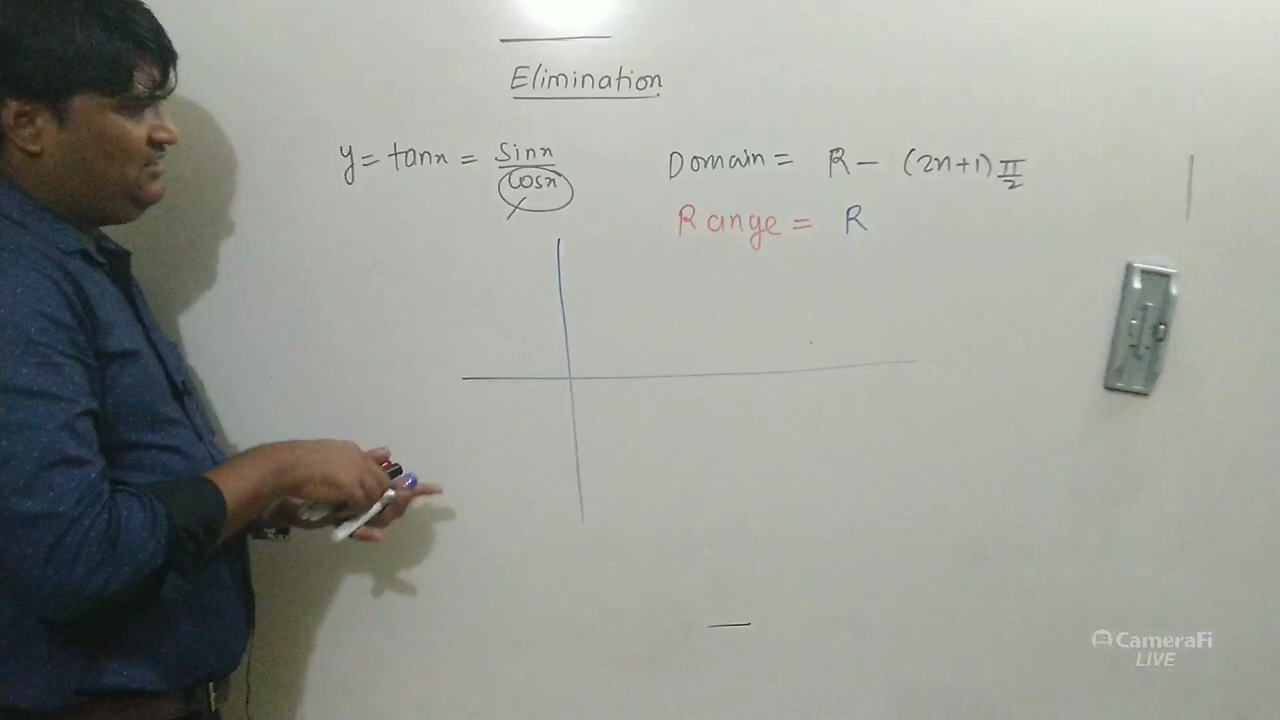 Elimination
y = tanx = sinx / cosx
Domain = R - (2n+1) π/2
Range = R
CameraFi
LIVE